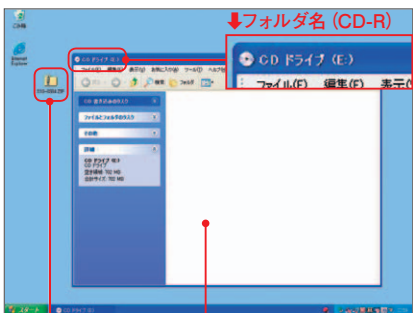 ⬇フォルダ名 (CD-R)
ごみ箱
CD ドライブ (E:)
CD ドライブ (E:)
ファイル(F) 編集(E) 表示(V) お気に入り(A) ツール(T) ヘルプ
ファイル(F) 編集(E) 表示(V
Internet
Explorer
戻る 検索 フォルダ
CD 書き込みのタスク
ファイルとフォルダのタスク
その他
詳細
CD ドライブ (E:)
CD ドライブ
空き領域: 702 MB
合計サイズ: 702 MB
スタート
CD ドライブ (E:)